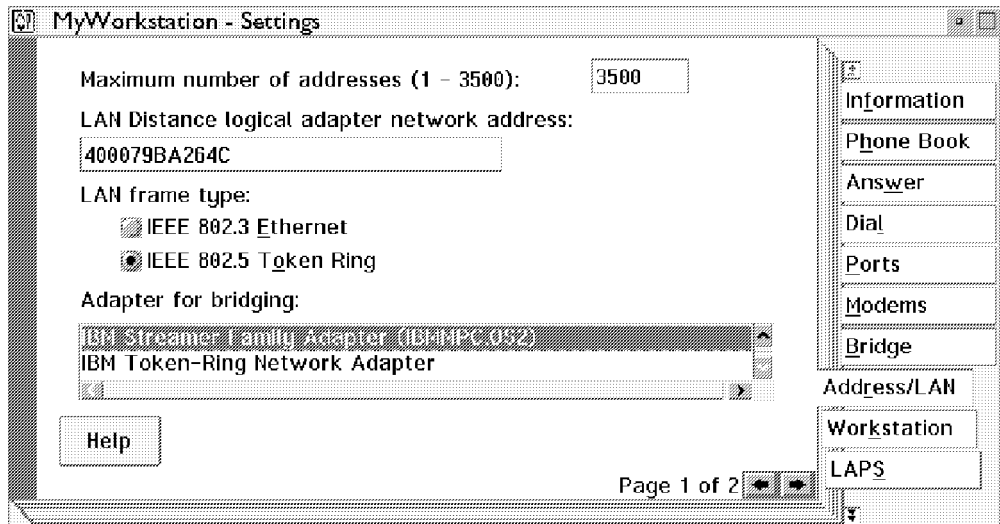 MyWorkstation - Settings
Maximum number of addresses (1 - 3500): 3500
LAN Distance logical adapter network address:
400079BA264C
LAN frame type:
IEEE 802.3 Ethernet
IEEE 802.5 Token Ring
Adapter for bridging:
IBM Streamer Family Adapter (IBMMPC.OS2)
IBM Token-Ring Network Adapter
Help
Page 1 of 2
Information
Phone Book
Answer
Dial
Ports
Modems
Bridge
Address/LAN
Workstation
LAPS